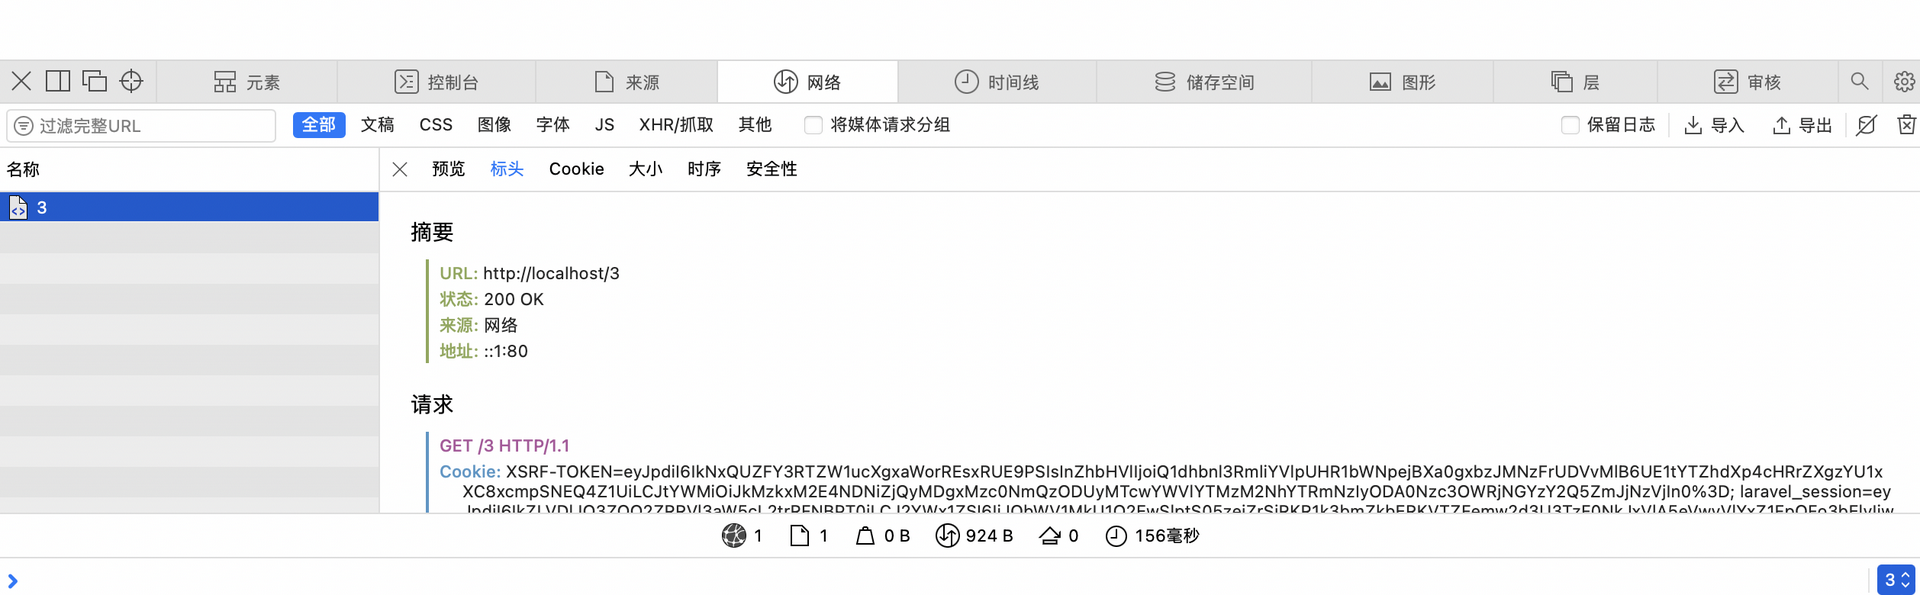 元素 控制台 来源 网络 时间线 储存空间 图形 层 审核
过滤完整URL 全部 文稿 CSS 图像 字体 JS XHR/抓取 其他 将媒体请求分组 保留日志 导入 导出
名称 预览 标头 Cookie 大小 时序 安全性
3
摘要
URL: http://localhost/3
状态: 200 OK
来源: 网络
地址: ::1:80
请求
GET /3 HTTP/1.1
Cookie: XSRF-TOKEN=eyJpdiI6IkNxQUZFY3RTZW1ucXgxaWorREsxRUE9PSIsInZhbHVlIjoiQ1dhbnl3RmliYVlpUHR1bWNpejBXa0gxbzJMNzFrUDVvMlB6UE1tYTZhdXp4cHRrZXgzYU1x
XC8xcmpSNEQ4Z1UiLCJtYWMiOiJkMzkxM2E4NDNiZjQyMDgxMzc0NmQzODUyMTcwYWVlYTMzM2NhYTRmNzIyODA0Nzc3OWRjNGYzY2Q5ZmJjNzVjIn0%3D; laravel_session=ey
1 1 0 B 924 B 0 156毫秒
3